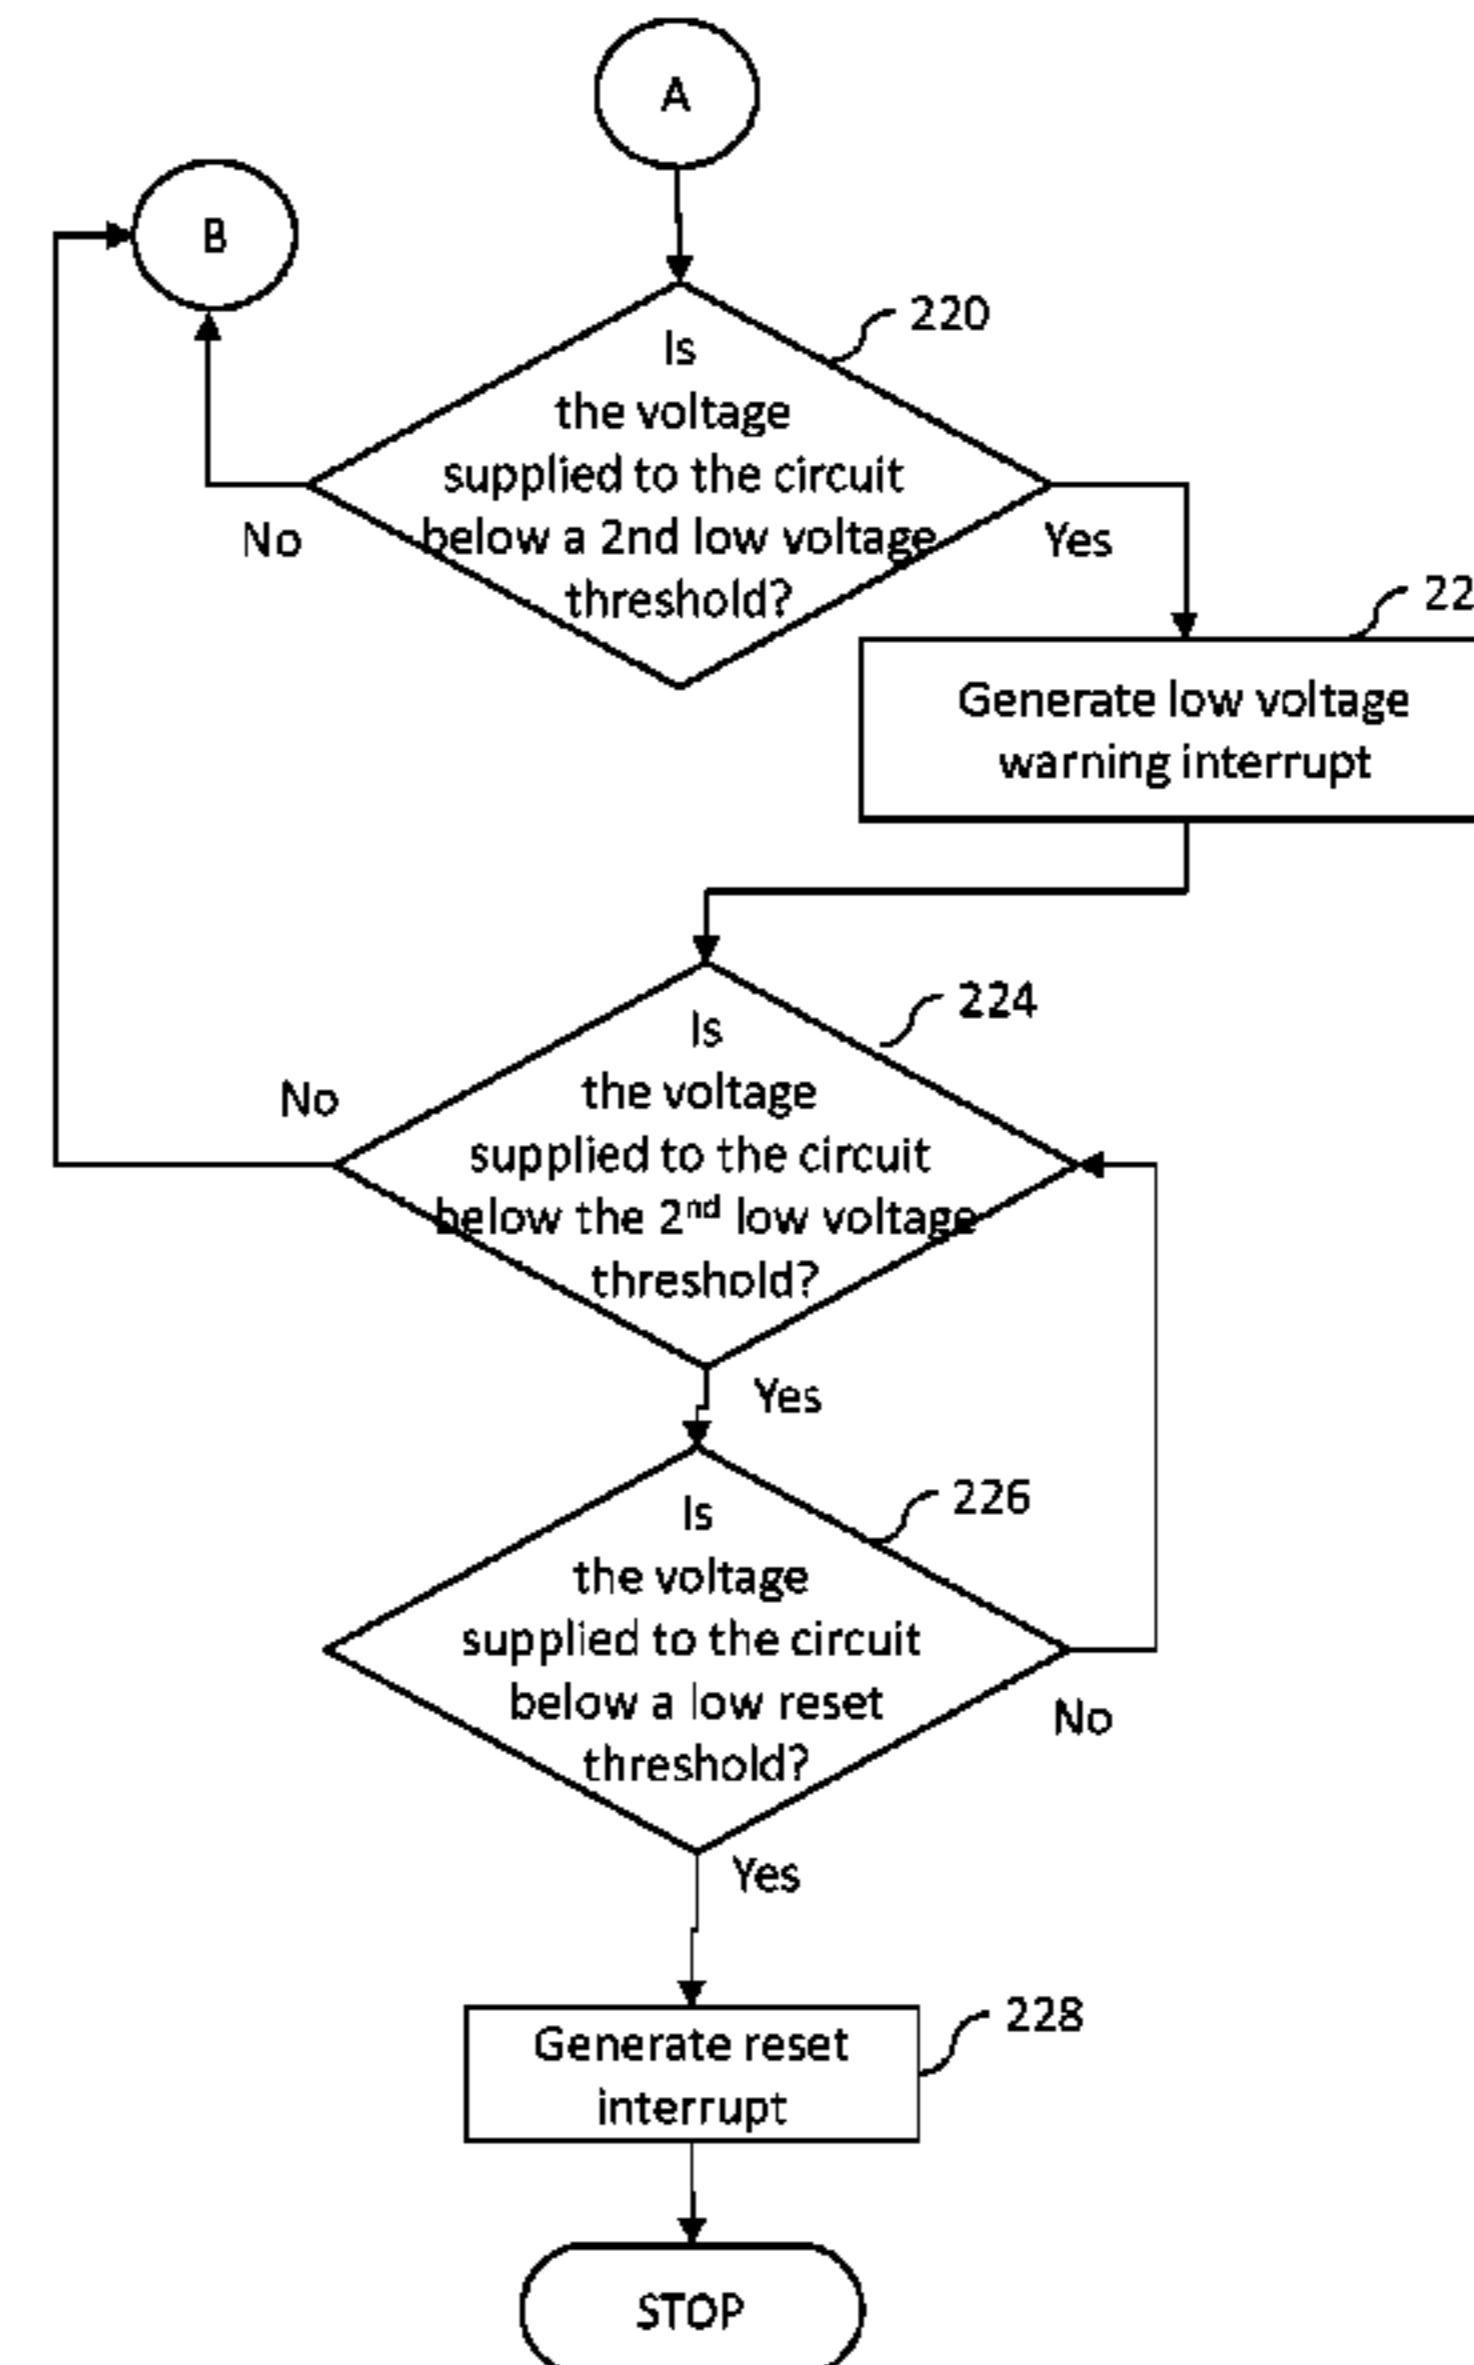 A
B
220
Is
the voltage
supplied to the circuit
below a 2nd low voltage
threshold?
No
Yes
22
Generate low voltage
warning interrupt
224
Is
the voltage
supplied to the circuit
below the 2nd low voltage
threshold?
No
Yes
226
Is
the voltage
supplied to the circuit
below a low reset
threshold?
No
Yes
228
Generate reset
interrupt
STOP